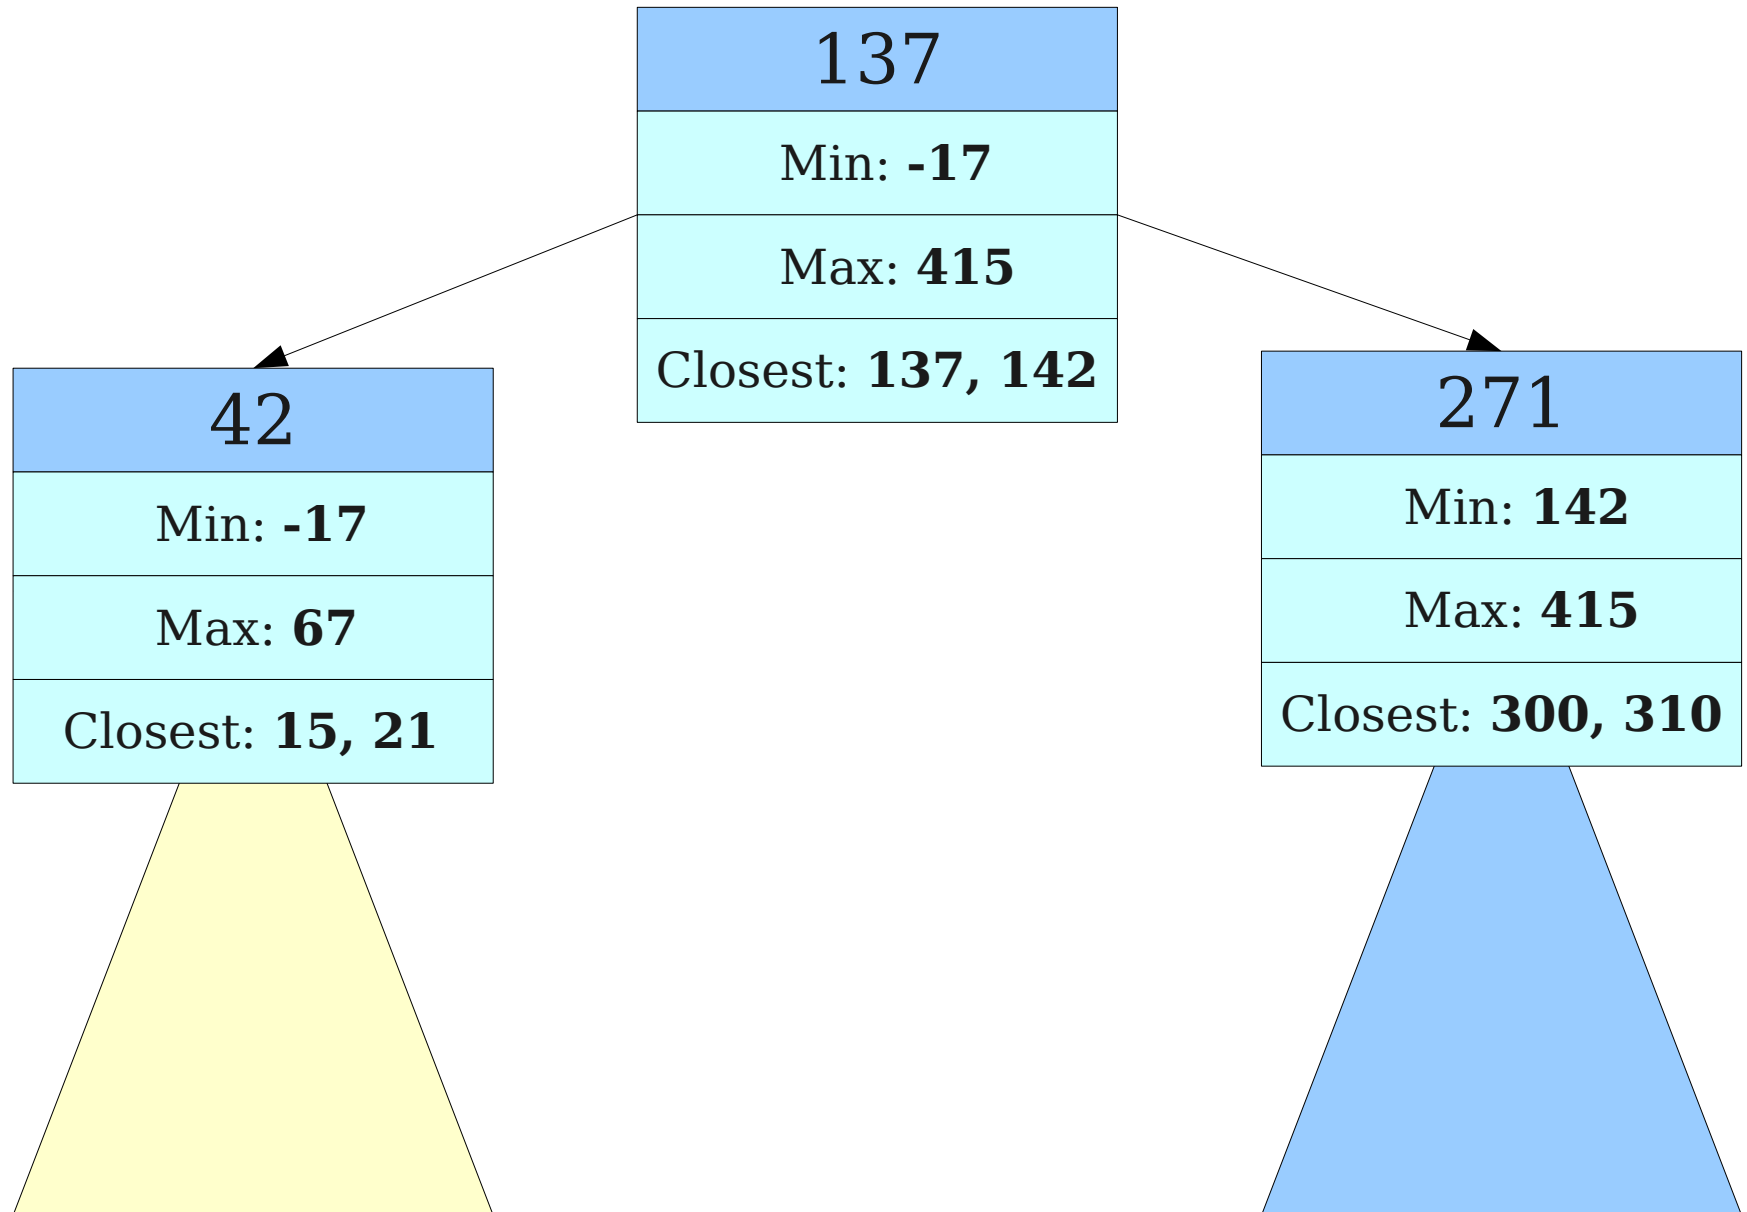 137
Min: -17
Max: 415
Closest: 137, 142
42
Min: -17
Max: 67
Closest: 15, 21
271
Min: 142
Max: 415
Closest: 300, 310